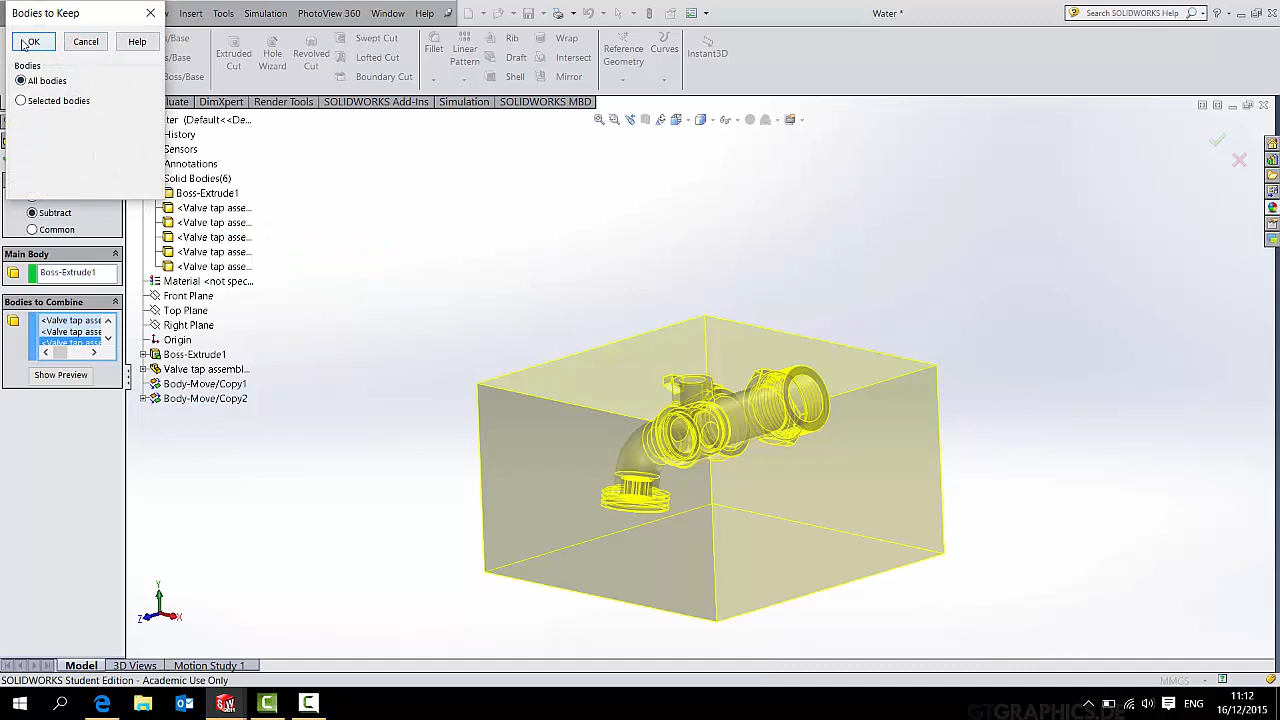 Bodies to Keep
Insert Tools Simulation PhotoView 360 Window Help
Water *
Search SOLIDWORKS Help
OK Cancel Help
/Base
/Base
oss/Base
Extruded Cut
Hole Wizard
Revolved Cut
Swept Cut
Lofted Cut
Boundary Cut
Fillet
Linear Pattern
Rib
Draft
Shell
Wrap
Intersect
Mirror
Reference Geometry
Curves
Instand3D
Bodies
All bodies
Selected bodies
uate DimXpert Render Tools SOLIDWORKS Add-Ins Simulation SOLIDWORKS MBD
ter (Default<<De...
History
Sensors
Annotations
Solid Bodies(6)
Boss-Extrude1
<Valve tap asse...
<Valve tap asse...
<Valve tap asse...
<Valve tap asse...
<Valve tap asse...
Material <not spec...
Front Plane
Top Plane
Right Plane
Origin
Boss-Extrude1
Valve tap assembl...
Body-Move/Copy1
Body-Move/Copy2
Subtract
Common
Main Body
Boss-Extrude1
Bodies to Combine
<Valve tap asse
<Valve tap asse
<Valve tap asse
Show Preview
Y
Z
X
Model 3D Views Motion Study 1
SOLIDWORKS Student Edition - Academic Use Only
MMGS
ENG
11:12
16/12/2015
GTGRAPHICS.DE